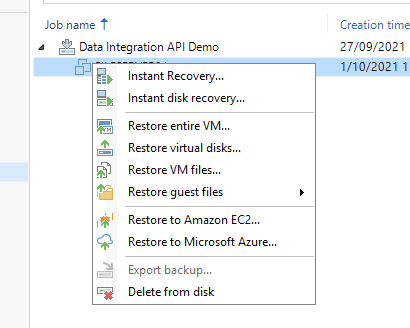 Job name
Creation time
Data Integration API Demo
27/09/2021
1/10/2021 1
Instant Recovery...
Instant disk recovery...
Restore entire VM...
Restore virtual disks...
Restore VM files...
Restore guest files
Restore to Amazon EC2...
Restore to Microsoft Azure...
Export backup...
Delete from disk